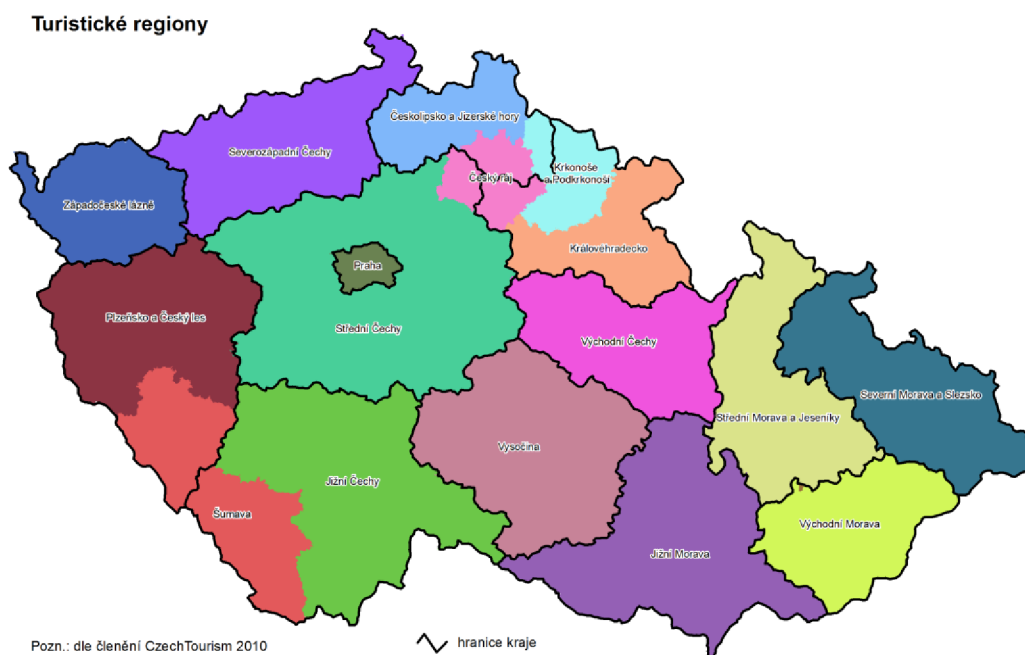 Turistické regiony
Českolipsko a Jizerské hory
Severozápadní Čechy
Krkonoše
a Podkrkonoší
Český ráj
Západočeské lázně
Královéhradecko
Praha
Plzeňsko a Český les
Střední Čechy
Východní Čechy
Severní Morava a Slezsko
Střední Morava a Jeseníky
Vysočina
Jižní Čechy
Šumava
Východní Morava
Jižní Morava
Pozn.: dle členění CzechTourism 2010
hranice kraje